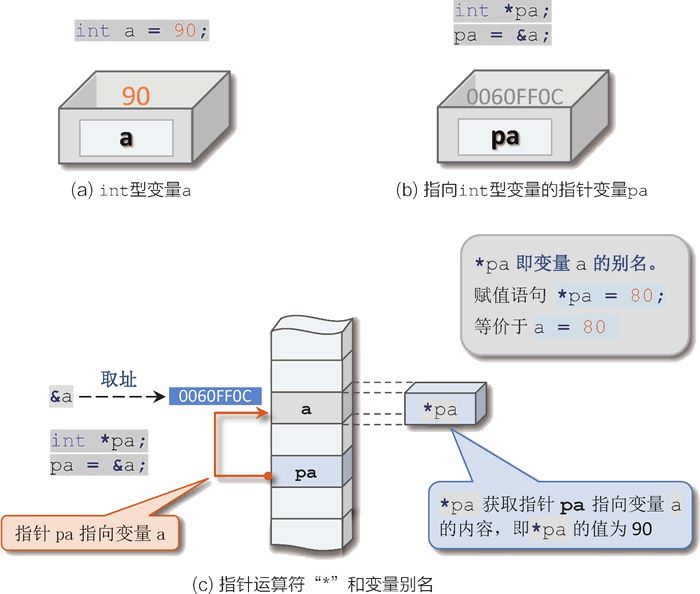 int a = 90;
int *pa;
pa = &a;
90
a
0060FF0C
pa
(a) int型变量a
(b) 指向int型变量的指针变量pa
*pa 即变量 a 的别名。
赋值语句 *pa = 80;
等价于 a = 80
&a
取址
0060FF0C
a
*pa
int *pa;
pa = &a;
pa
指针 pa 指向变量 a
*pa 获取指针 pa 指向变量 a
的内容，即*pa 的值为 90
(c) 指针运算符“*”和变量别名